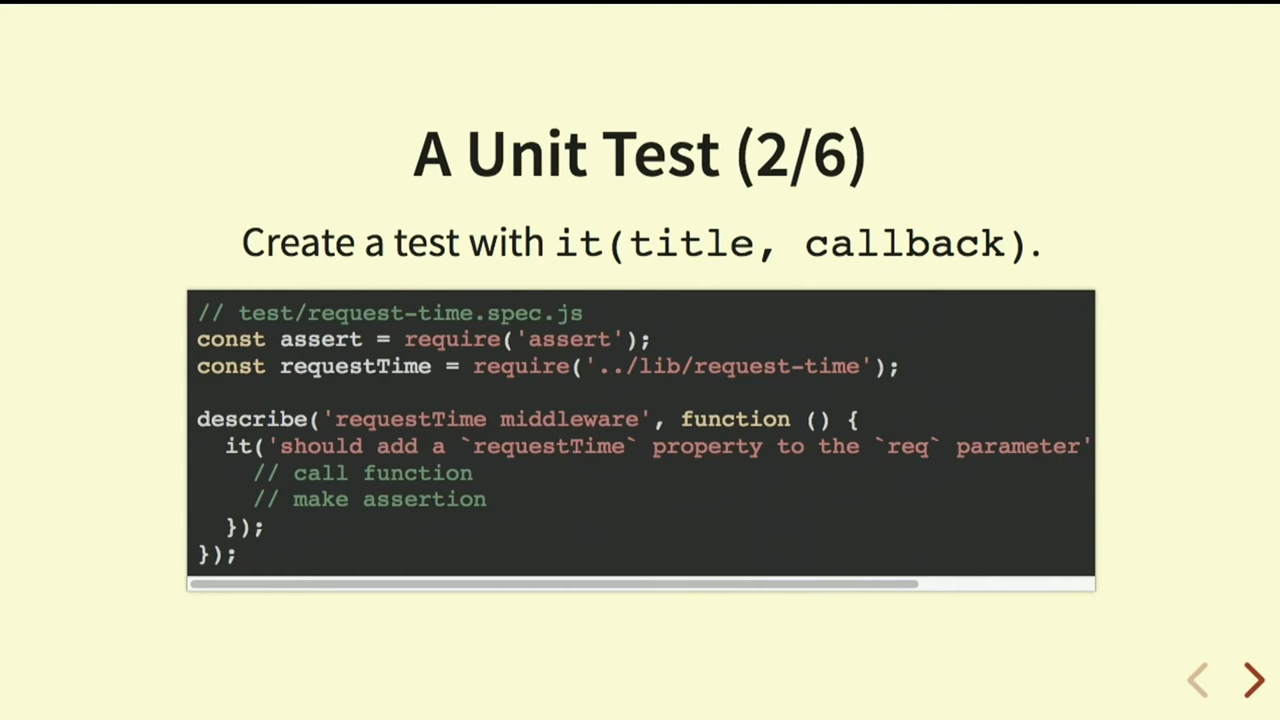 A Unit Test (2/6)
Create a test with it(title, callback).
// test/request-time.spec.js
const assert = require('assert');
const requestTime = require('../lib/request-time');
describe('requestTime middleware', function () {
it('should add a `requestTime` property to the `req` parameter'
// call function
// make assertion
});
});